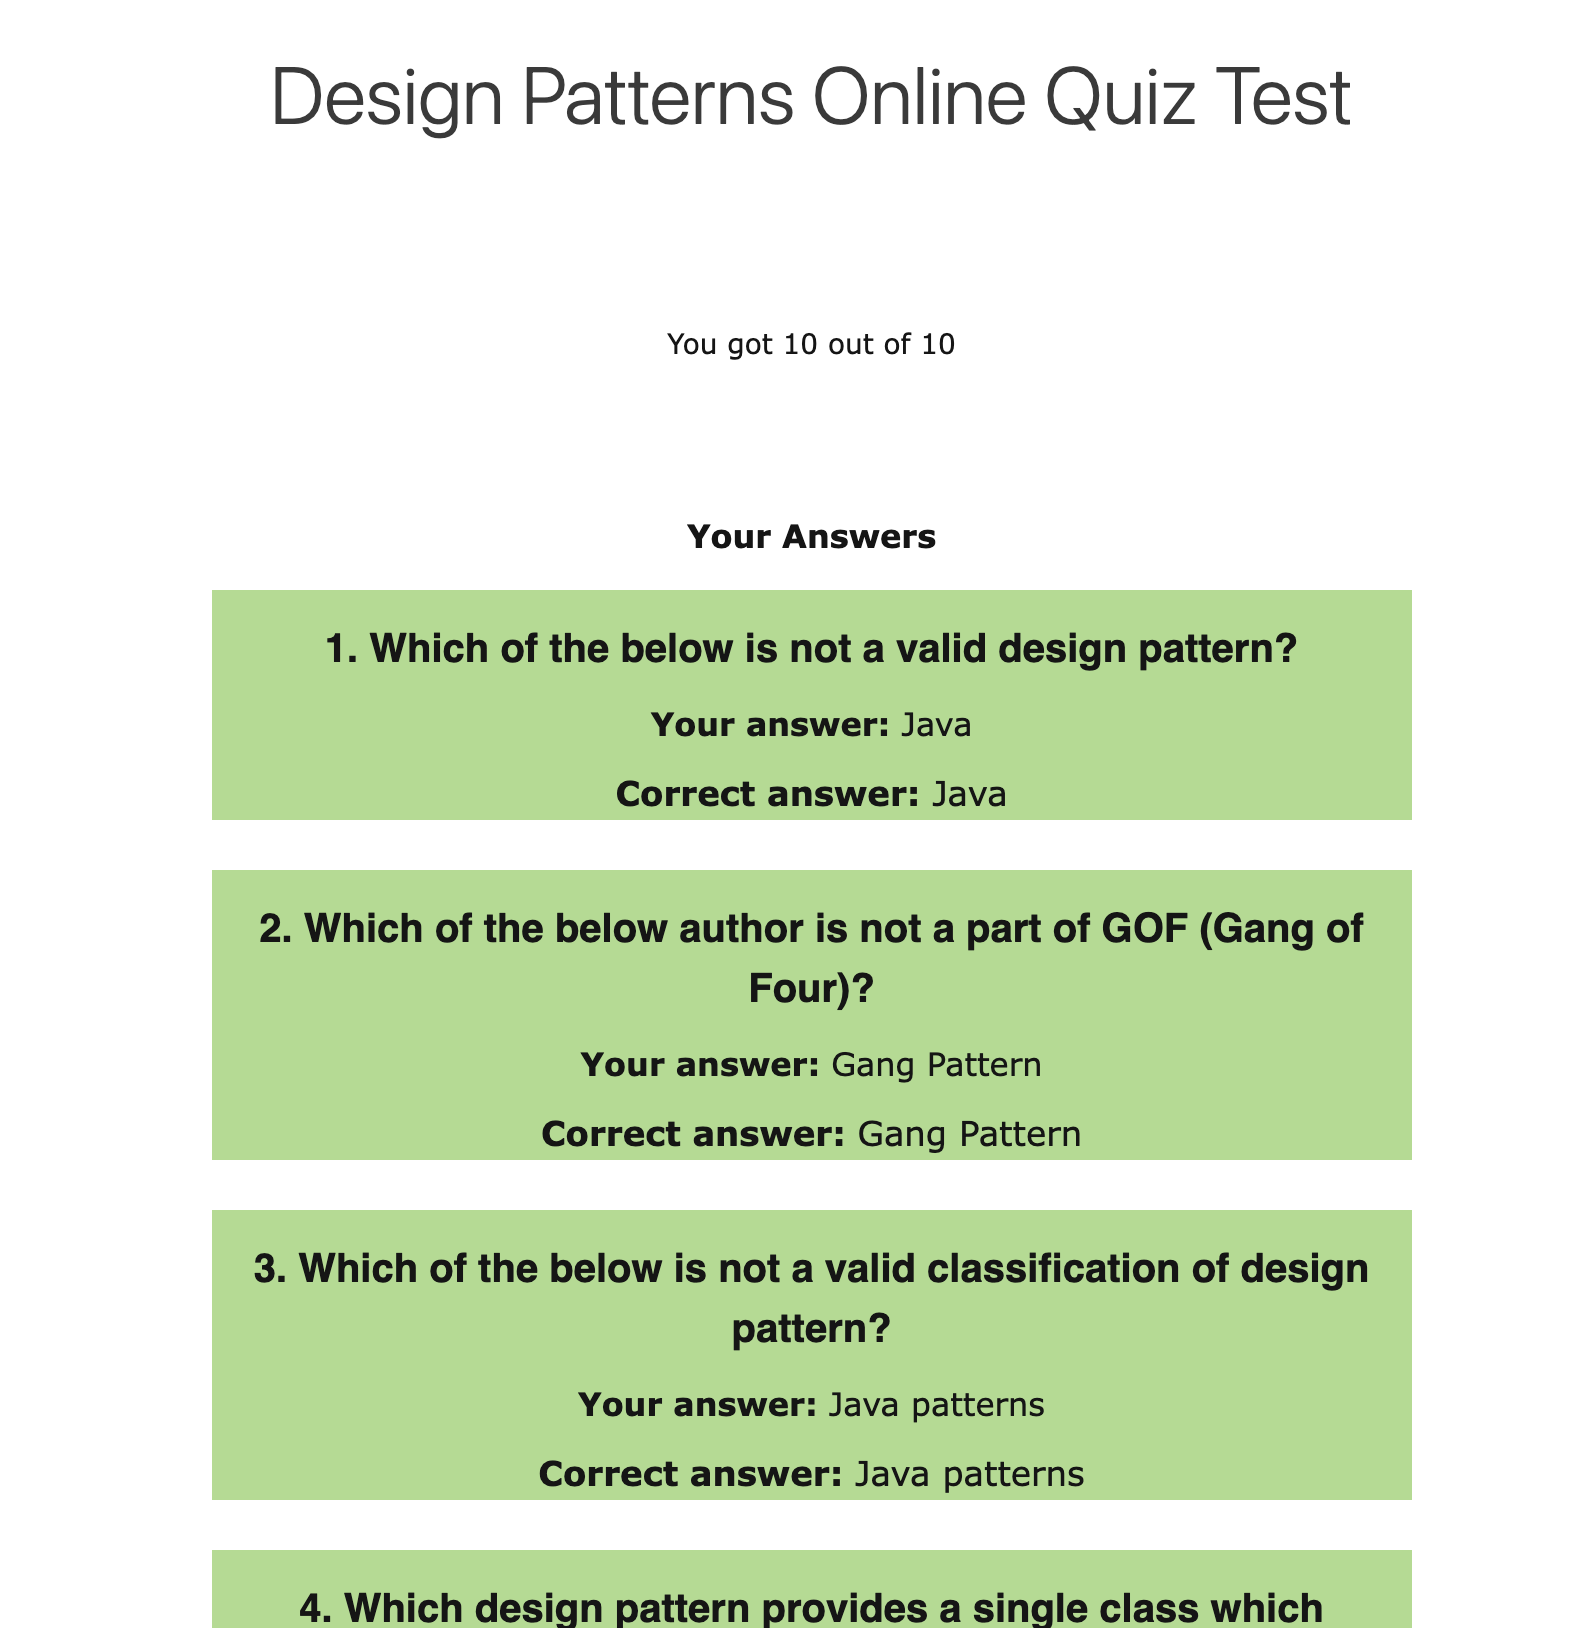 Design Patterns Online Quiz Test
You got 10 out of 10
Your Answers
1. Which of the below is not a valid design pattern?
Your answer: Java
Correct answer: Java
2. Which of the below author is not a part of GOF (Gang of
Four)?
Your answer: Gang Pattern
Correct answer: Gang Pattern
3. Which of the below is not a valid classification of design
pattern?
Your answer: Java patterns
Correct answer: Java patterns
4. Which design pattern provides a single class which